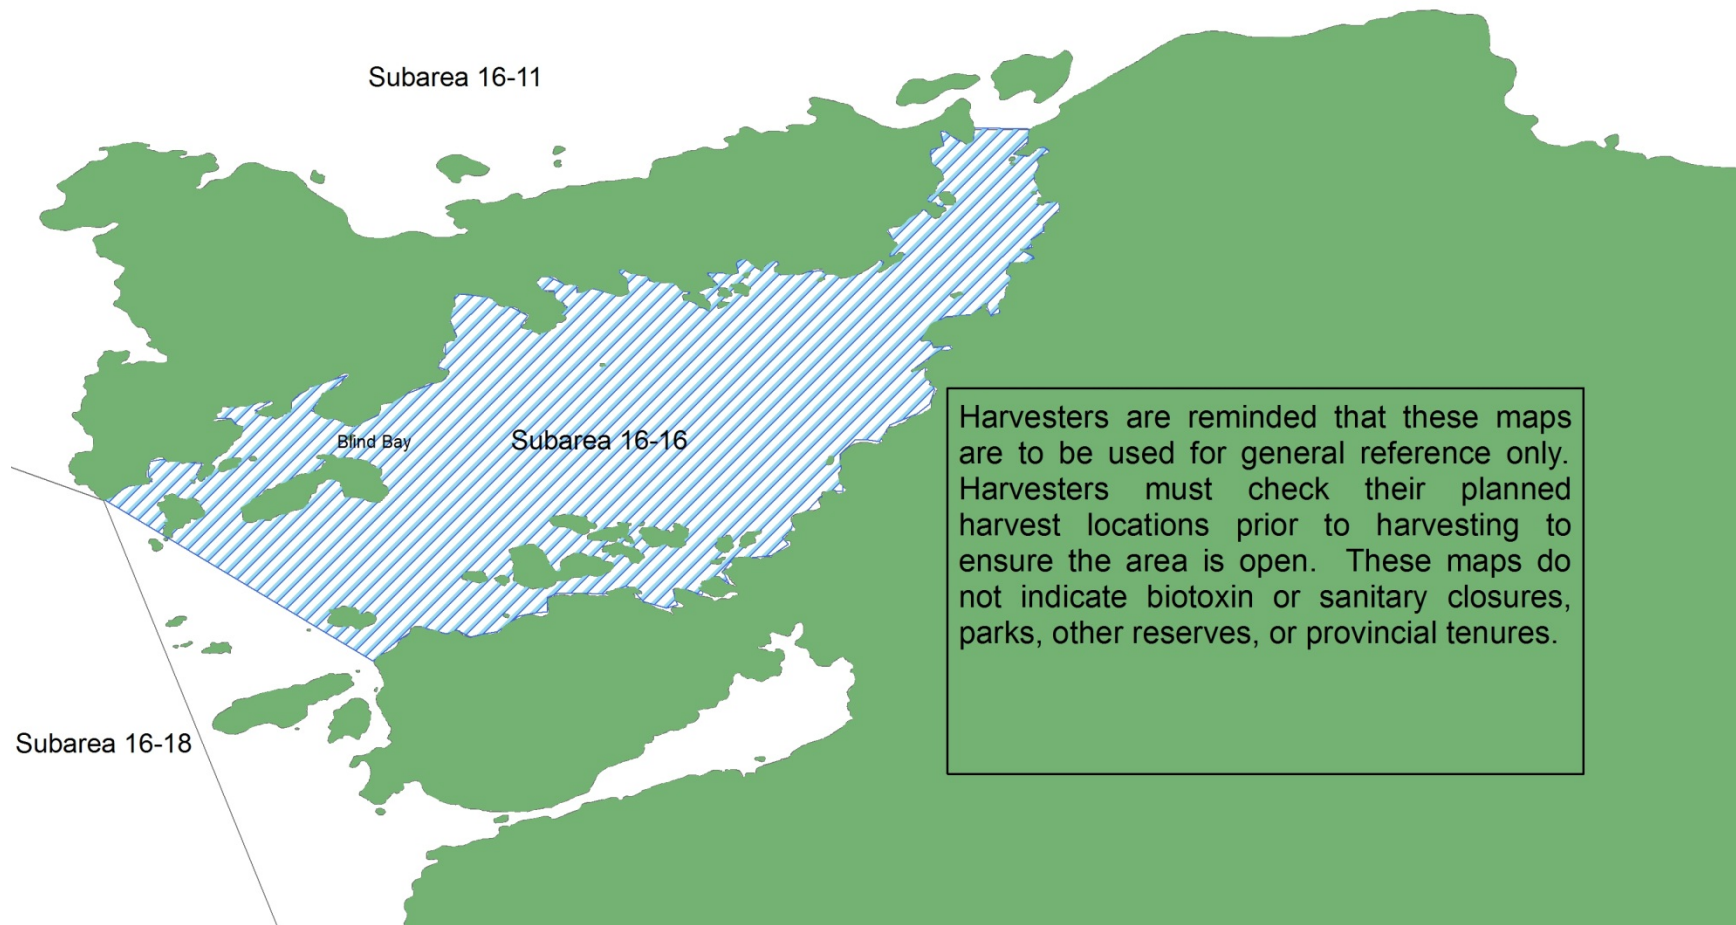 Subarea 16-11
Blind Bay
Subarea 16-16
Harvesters are reminded that these maps
are to be used for general reference only.
Harvesters must check their planned
harvest locations prior to harvesting to
ensure the area is open. These maps do
not indicate biotoxin or sanitary closures,
parks, other reserves, or provincial tenures.
Subarea 16-18